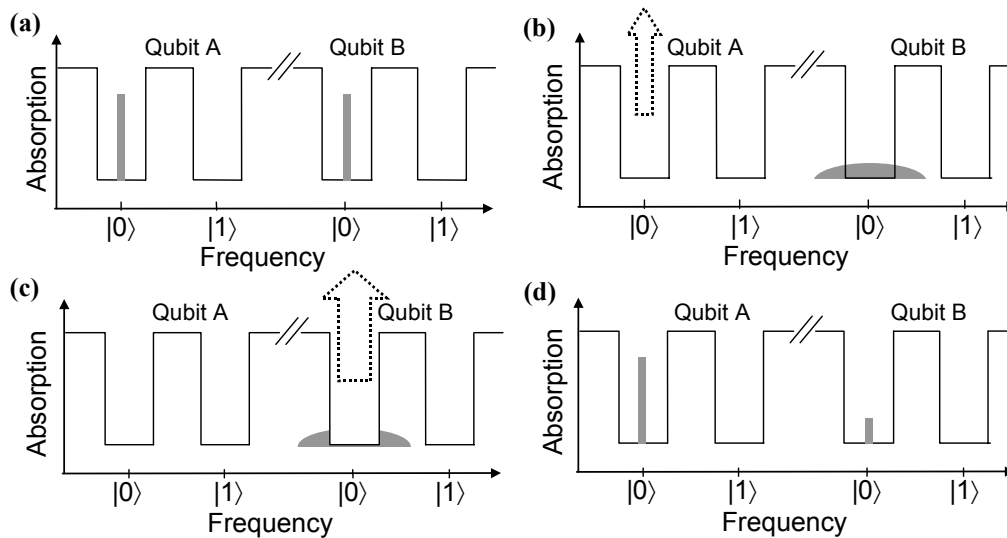 (a)
Qubit A
Qubit B
Absorption
|0⟩
|1⟩
|0⟩
|1⟩
Frequency
(b)
Qubit A
Qubit B
Absorption
|0⟩
|1⟩
|0⟩
|1⟩
Frequency
(c)
Qubit A
Qubit B
Absorption
|0⟩
|1⟩
|0⟩
|1⟩
Frequency
(d)
Qubit A
Qubit B
Absorption
|0⟩
|1⟩
|0⟩
|1⟩
Frequency